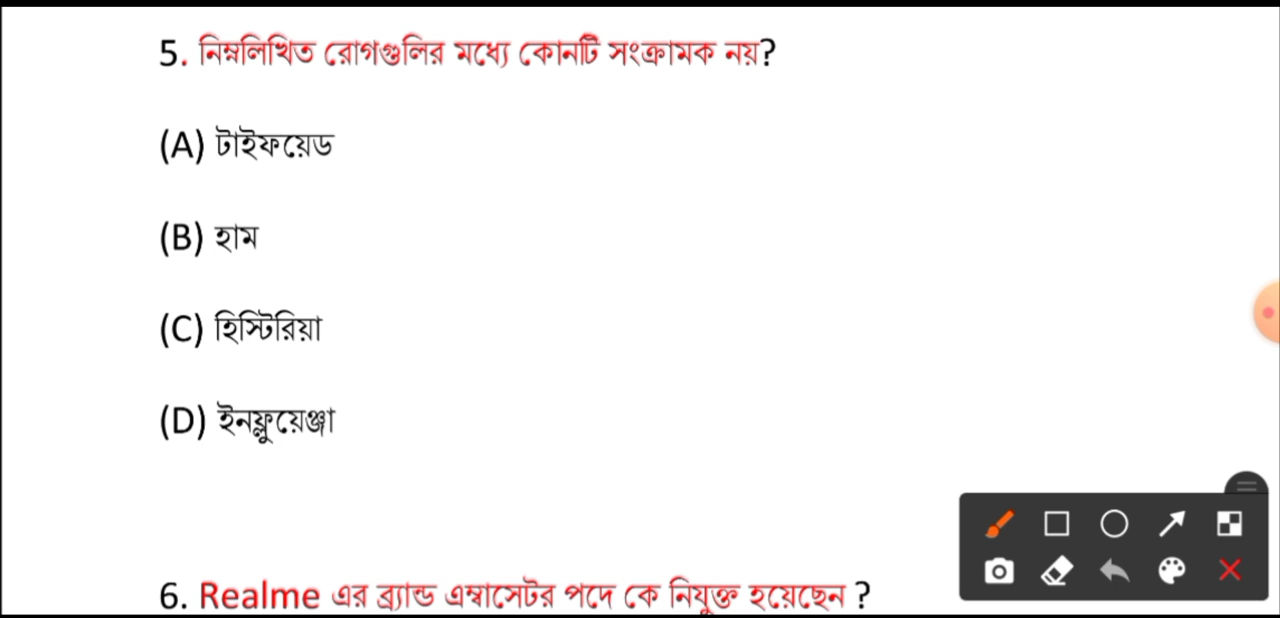 5. নিম্নলিখিত রোগগুলির মধ্যে কোনটি সংক্রামক নয়?
(A) টাইফয়েড
(B) হাম
(C) হিস্টিরিয়া
(D) ইনফ্লুয়েঞ্জা
6. Realme এর ব্র্যান্ড এম্বাসেটর পদে কে নিযুক্ত হয়েছেন ?